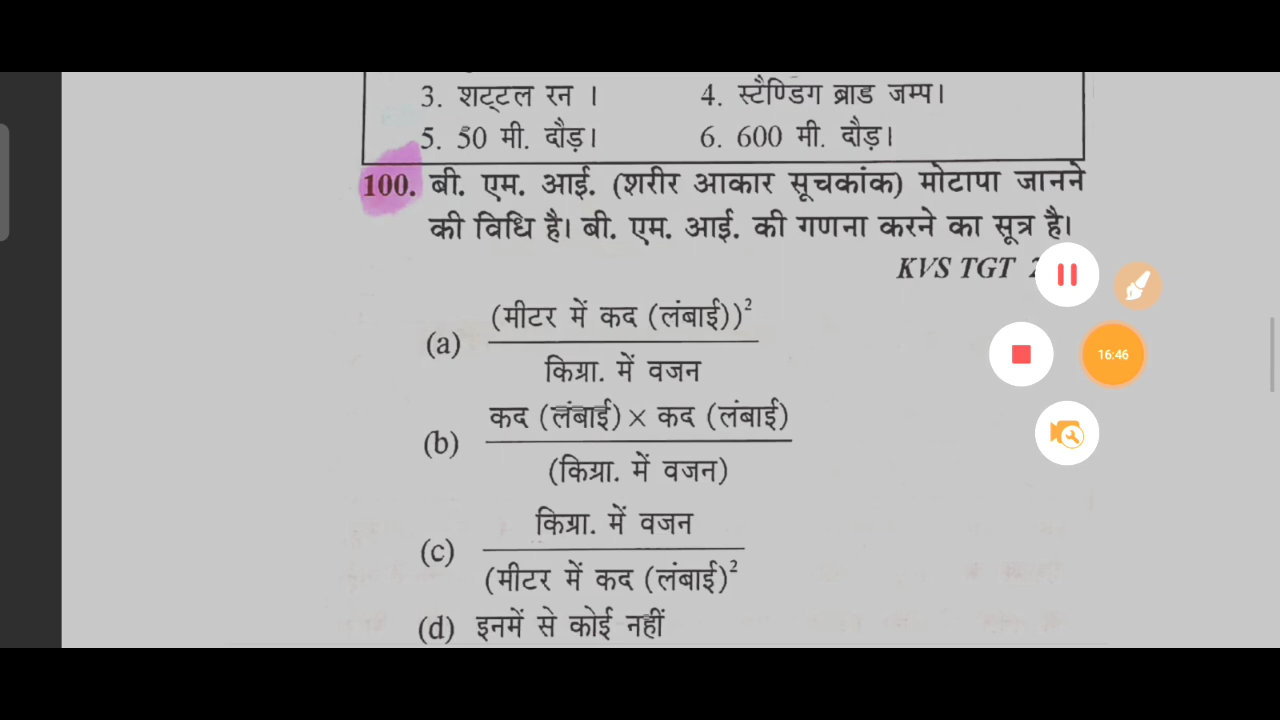 3. शट्टल रन ।
4. स्टैण्डिग ब्राड जम्प।
5. 50 मी. दौड़।
6. 600 मी. दौड़।
100. बी. एम. आई. (शरीर आकार सूचकांक) मोटापा जानने
की विधि है। बी. एम. आई. की गणना करने का सूत्र है।
KVS TGT
(a) (मीटर में कद (लंबाई))²
किग्रा. में वजन
(b) कद (लंबाई) × कद (लंबाई)
(किग्रा. में वजन)
(c) किग्रा. में वजन
(मीटर में कद (लंबाई)²
(d) इनमें से कोई नहीं
16:46